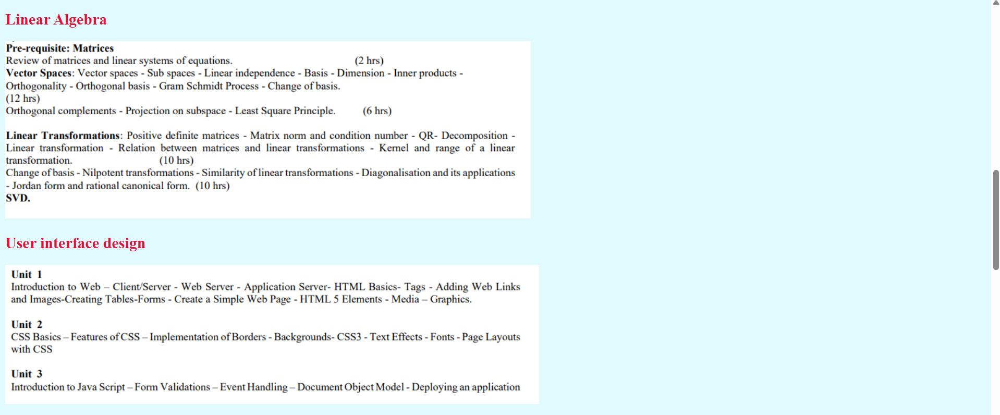 Linear Algebra
Pre-requisite: Matrices
Review of matrices and linear systems of equations. (2 hrs)
Vector Spaces: Vector spaces - Sub spaces - Linear independence - Basis - Dimension - Inner products -
Orthogonality - Orthogonal basis - Gram Schmidt Process - Change of basis.
(12 hrs)
Orthogonal complements - Projection on subspace - Least Square Principle. (6 hrs)
Linear Transformations: Positive definite matrices - Matrix norm and condition number - QR- Decomposition -
Linear transformation - Relation between matrices and linear transformations - Kernel and range of a linear
transformation. (10 hrs)
Change of basis - Nilpotent transformations - Similarity of linear transformations - Diagonalisation and its applications
- Jordan form and rational canonical form. (10 hrs)
SVD.
User interface design
Unit 1
Introduction to Web – Client/Server - Web Server - Application Server- HTML Basics- Tags - Adding Web Links
and Images-Creating Tables-Forms - Create a Simple Web Page - HTML 5 Elements - Media – Graphics.
Unit 2
CSS Basics – Features of CSS – Implementation of Borders - Backgrounds- CSS3 - Text Effects - Fonts - Page Layouts
with CSS
Unit 3
Introduction to Java Script – Form Validations – Event Handling – Document Object Model - Deploying an application